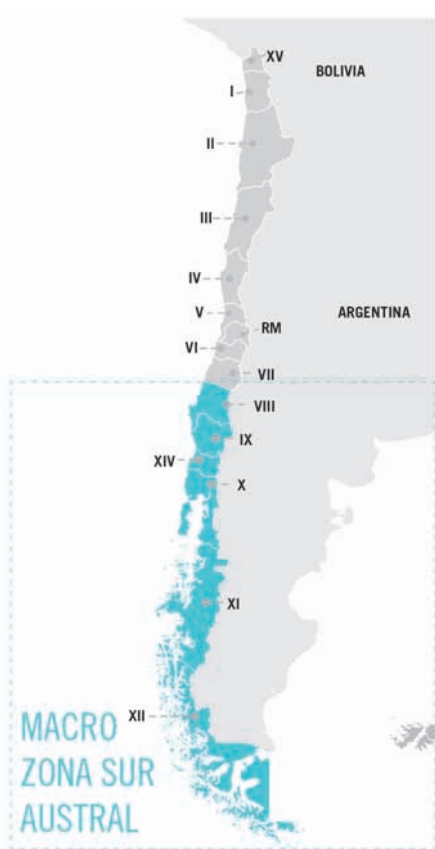 XV
BOLIVIA
I
II
III
IV
ARGENTINA
V
RM
VI
VII
VIII
IX
XIV
X
XI
XII
MACRO
ZONA SUR
AUSTRAL